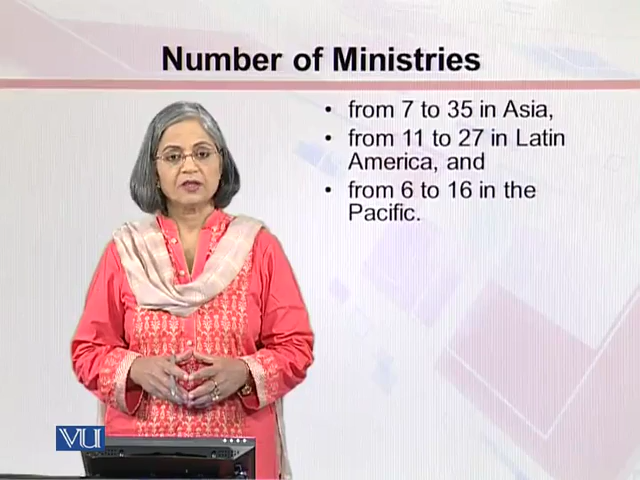 Number of Ministries
• from 7 to 35 in Asia,
• from 11 to 27 in Latin
America, and
• from 6 to 16 in the
Pacific.
VU